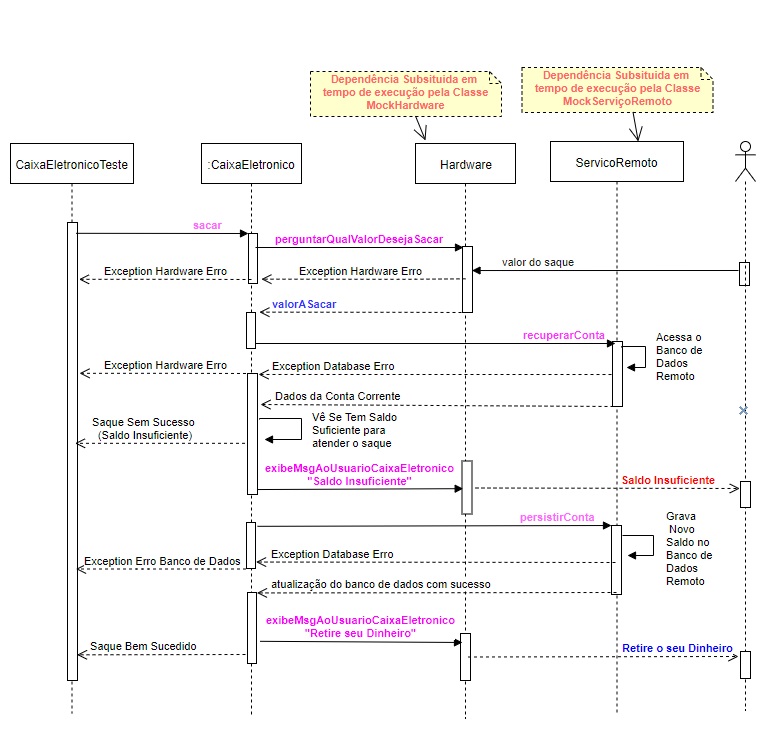 Dependência Subsituida em
tempo de execução pela Classe
MockHardware
Dependência Subsituida em
tempo de execução pela Classe
MockServiçoRemoto
CaixaEletronicoTeste
:CaixaEletronico
Hardware
ServicoRemoto
sacar
perguntarQualValorDesejaSacar
valor do saque
Exception Hardware Erro
Exception Hardware Erro
valorASacar
recuperarConta
Acessa o
Banco de
Dados
Remoto
Exception Hardware Erro
Exception Database Erro
Dados da Conta Corrente
Saque Sem Sucesso
(Saldo Insuficiente)
Vê Se Tem Saldo
Suficiente para
atender o saque
exibeMsgAoUsuarioCaixaEletronico
"Saldo Insuficiente"
Saldo Insuficiente
persistirConta
Grava
Novo
Saldo no
Banco de
Dados
Remoto
Exception Erro Banco de Dados
Exception Database Erro
atualização do banco de dados com sucesso
exibeMsgAoUsuarioCaixaEletronico
"Retire seu Dinheiro"
Saque Bem Sucedido
Retire o seu Dinheiro